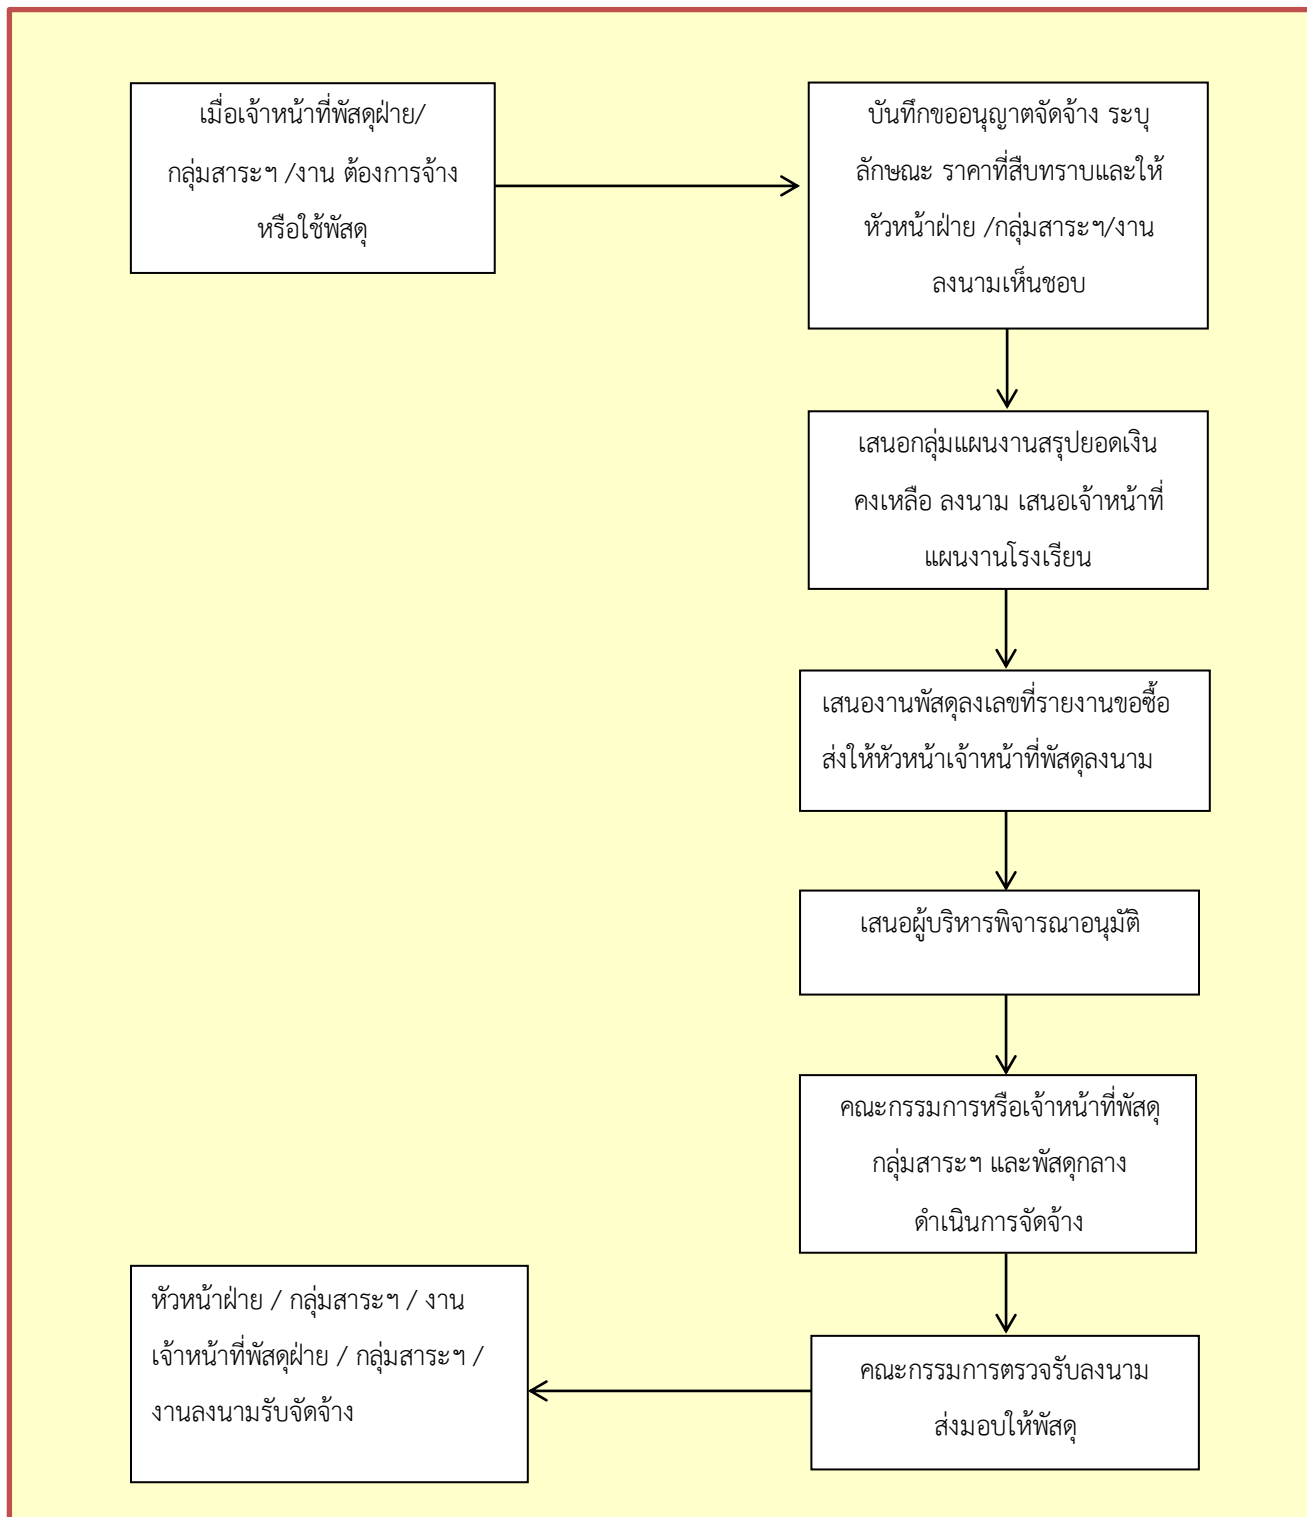 เมื่อเจ้าหน้าที่พัสดุฝ่าย/
กลุ่มสาระฯ /งาน ต้องการจ้าง
หรือใช้พัสดุ
บันทึกขออนุญาตจัดจ้าง ระบุ
ลักษณะ ราคาที่สืบทราบและให้
หัวหน้าฝ่าย /กลุ่มสาระฯ/งาน
ลงนามเห็นชอบ
เสนอกลุ่มแผนงานสรุปยอดเงิน
คงเหลือ ลงนาม เสนอเจ้าหน้าที่
แผนงานโรงเรียน
เสนองานพัสดุลงเลขที่รายงานขอซื้อ
ส่งให้หัวหน้าเจ้าหน้าที่พัสดุลงนาม
เสนอผู้บริหารพิจารณาอนุมัติ
คณะกรรมการหรือเจ้าหน้าที่พัสดุ
กลุ่มสาระฯ และพัสดุกลาง
ดำเนินการจัดจ้าง
คณะกรรมการตรวจรับลงนาม
ส่งมอบให้พัสดุ
หัวหน้าฝ่าย / กลุ่มสาระฯ / งาน
เจ้าหน้าที่พัสดุฝ่าย / กลุ่มสาระฯ /
งานลงนามรับจัดจ้าง